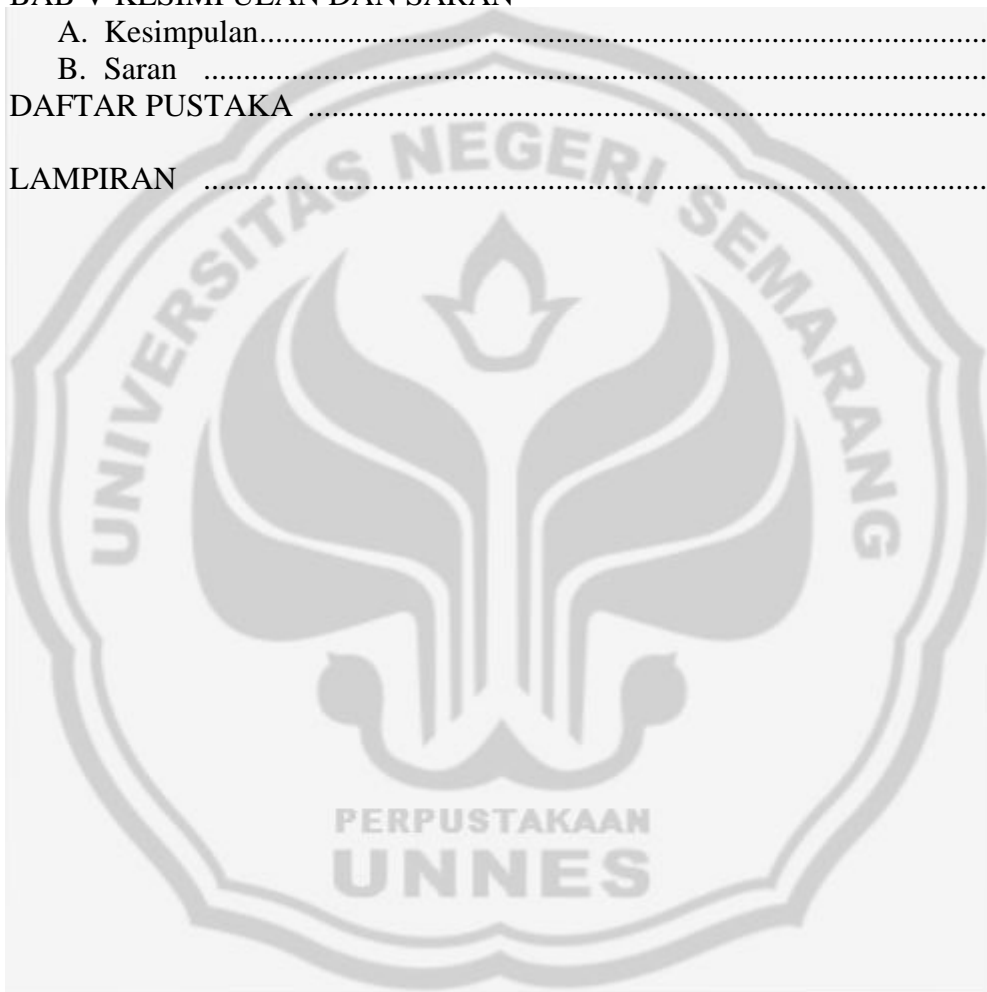 BAB V KESIMPULAN DAN SARAN
A. Kesimpulan..........................................................................................
B. Saran ..................................................................................................
DAFTAR PUSTAKA .....................................................................................
LAMPIRAN ..................................................................................................
UNIVERSITAS NEGERI SEMARANG
PERPUSTAKAAN
UNNES